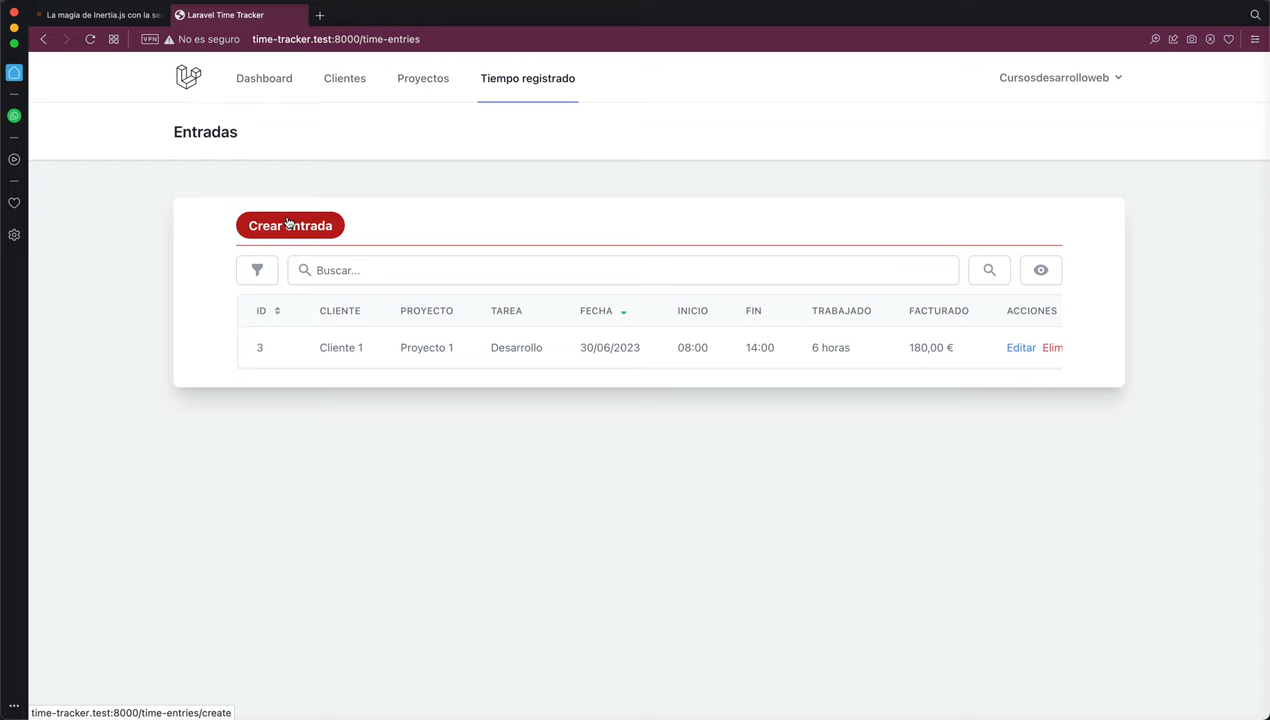 La magia de Inertia.js con la se
Laravel Time Tracker
VPN No es seguro time-tracker.test:8000/time-entries
Dashboard Clientes Proyectos Tiempo registrado Cursosdesarrolloweb
Entradas
Crear Entrada
Buscar...
ID CLIENTE PROYECTO TAREA FECHA INICIO FIN TRABAJADO FACTURADO ACCIONES
3 Cliente 1 Proyecto 1 Desarrollo 30/06/2023 08:00 14:00 6 horas 180,00 € Editar Elim
time-tracker.test:8000/time-entries/create